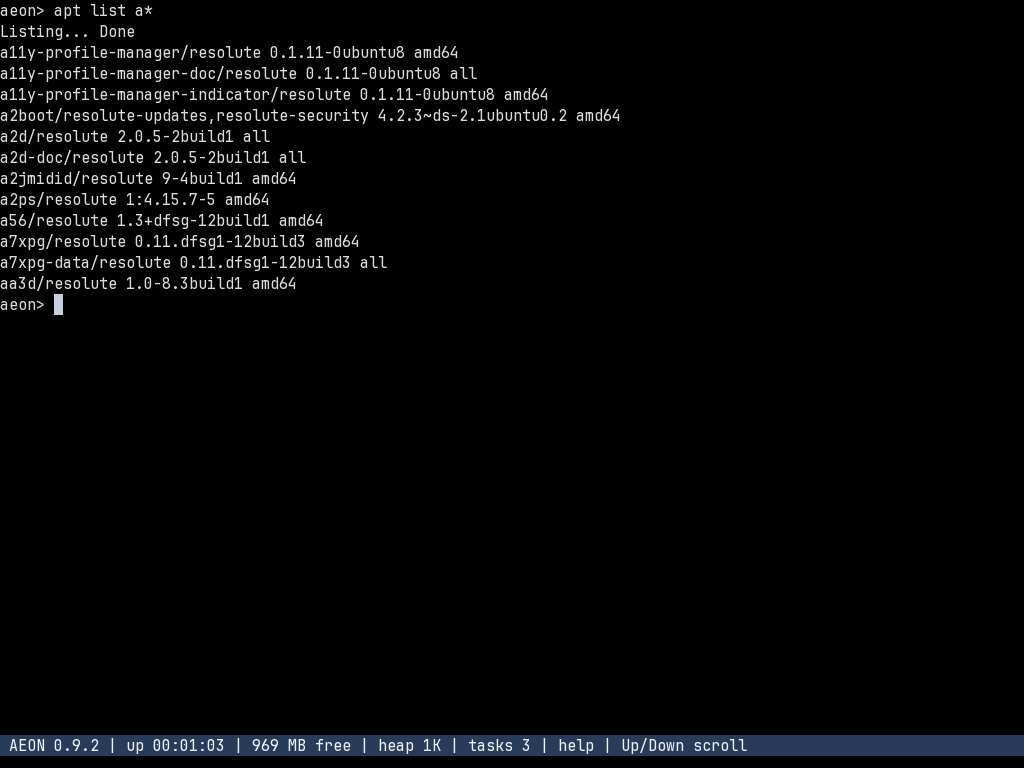 aeon> apt list a*
Listing... Done
a11y-profile-manager/resolute 0.1.11-0ubuntu8 amd64
a11y-profile-manager-doc/resolute 0.1.11-0ubuntu8 all
a11y-profile-manager-indicator/resolute 0.1.11-0ubuntu8 amd64
a2boot/resolute-updates,resolute-security 4.2.3~ds-2.1ubuntu0.2 amd64
a2d/resolute 2.0.5-2build1 all
a2d-doc/resolute 2.0.5-2build1 all
a2jmidid/resolute 9-4build1 amd64
a2ps/resolute 1:4.15.7-5 amd64
a56/resolute 1.3+dfsg-12build1 amd64
a7xpg/resolute 0.11.dfsg1-12build3 amd64
a7xpg-data/resolute 0.11.dfsg1-12build3 all
aa3d/resolute 1.0-8.3build1 amd64
aeon>
AEON 0.9.2 | up 00:01:03 | 969 MB free | heap 1K | tasks 3 | help | Up/Down scroll